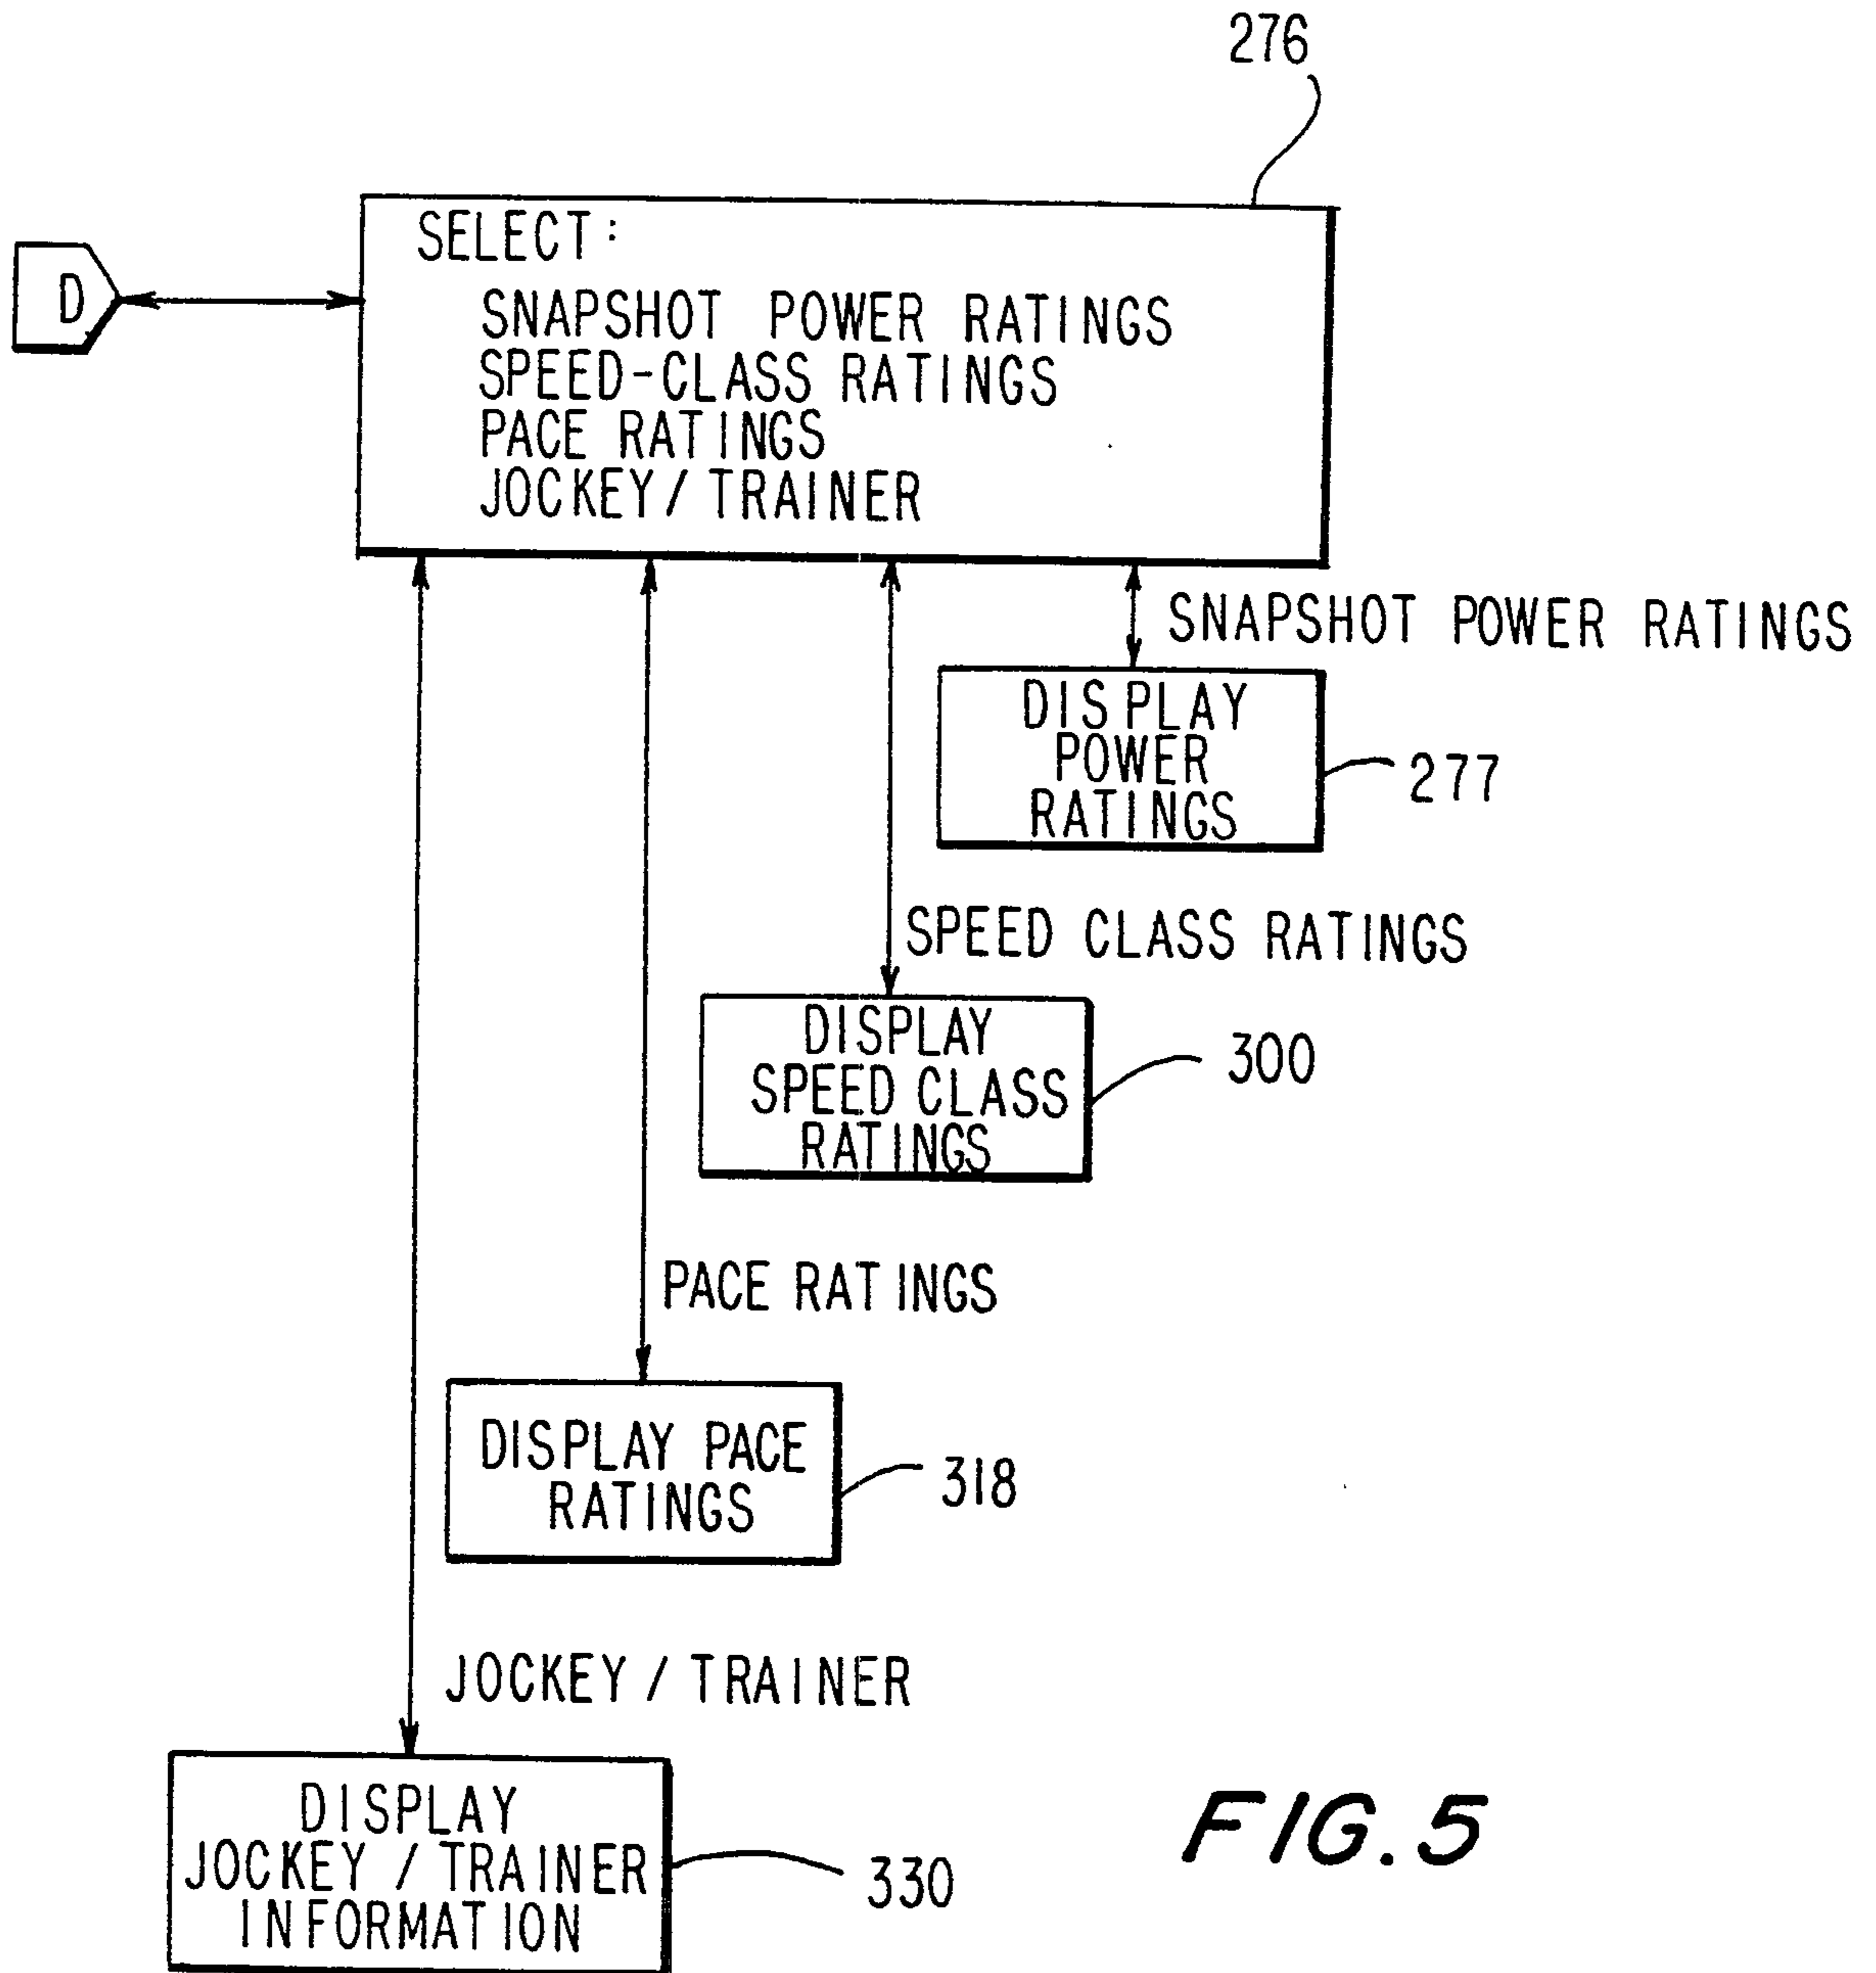 276
SELECT:
D
SNAPSHOT POWER RATINGS
SPEED-CLASS RATINGS
PACE RATINGS
JOCKEY/TRAINER
SNAPSHOT POWER RATINGS
DISPLAY
POWER
RATINGS
277
SPEED CLASS RATINGS
DISPLAY
SPEED CLASS
RATINGS
300
PACE RATINGS
DISPLAY PACE
RATINGS
318
JOCKEY/TRAINER
DISPLAY
JOCKEY/TRAINER
INFORMATION
330
FIG.5